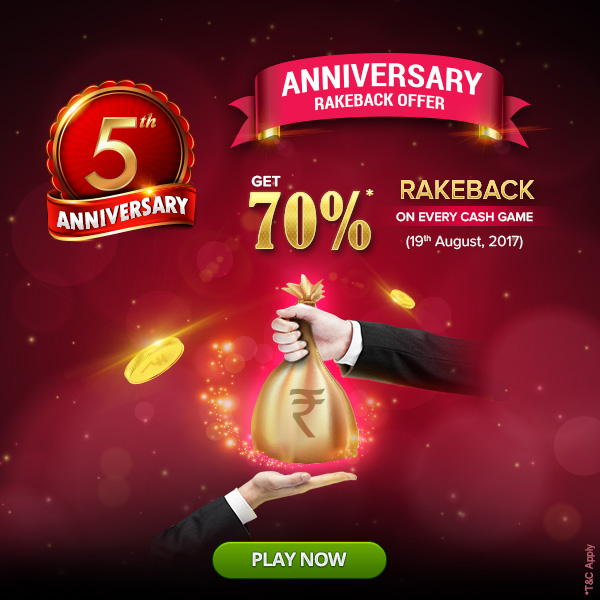 5th
ANNIVERSARY
ANNIVERSARY
RAKEBACK OFFER
GET
70%*
RAKEBACK
ON EVERY CASH GAME
(19th August, 2017)
₹
PLAY NOW
*T&C Apply